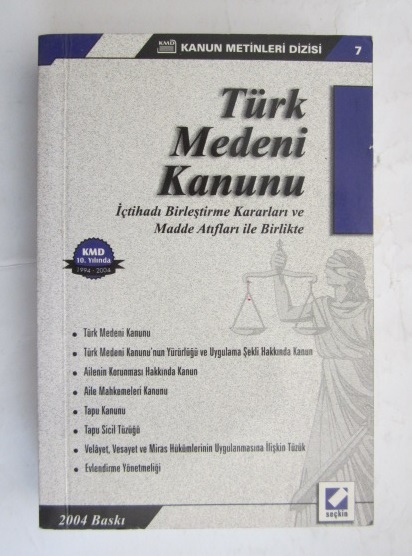 KMD KANUN METİNLERİ DİZİSİ 7
Türk
Medeni
Kanunu
İçtihadı Birleştirme Kararları ve
Madde Atıfları ile Birlikte
KMD
10. Yılında
1994 - 2004
• Türk Medeni Kanunu
• Türk Medeni Kanunu'nun Yürürlüğü ve Uygulama Şekli Hakkında Kanun
• Ailenin Korunması Hakkında Kanun
• Aile Mahkemeleri Kanunu
• Tapu Kanunu
• Tapu Sicil Tüzüğü
• Velâyet, Vesayet ve Miras Hükümlerinin Uygulanmasına İlişkin Tüzük
• Evlendirme Yönetmeliği
seçkin
2004 Baskı